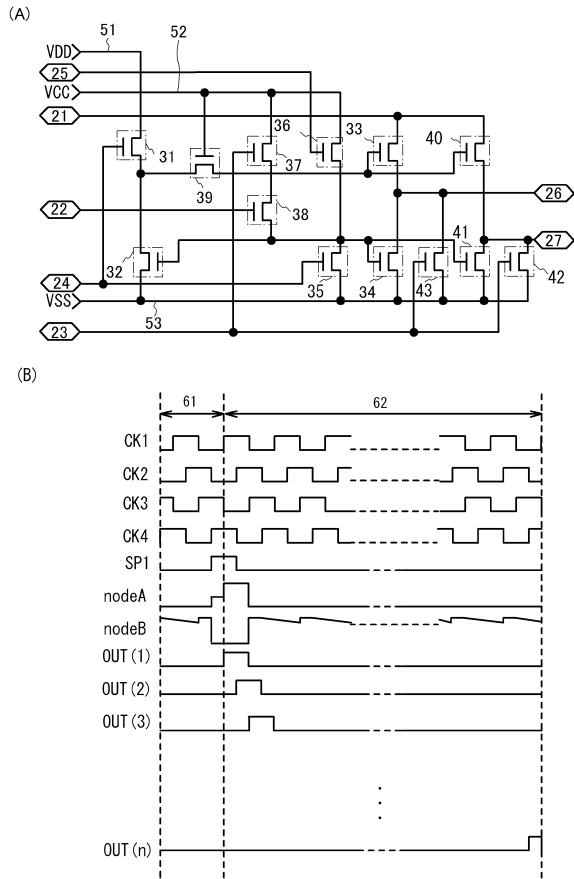 (A)
51
52
VDD
25
VCC
21
36
33
40
31
37
39
22
38
26
41
27
32
24
35
34
43
42
VSS
53
23
(B)
61
62
CK1
CK2
CK3
CK4
SP1
nodeA
nodeB
OUT(1)
OUT(2)
OUT(3)
OUT(n)